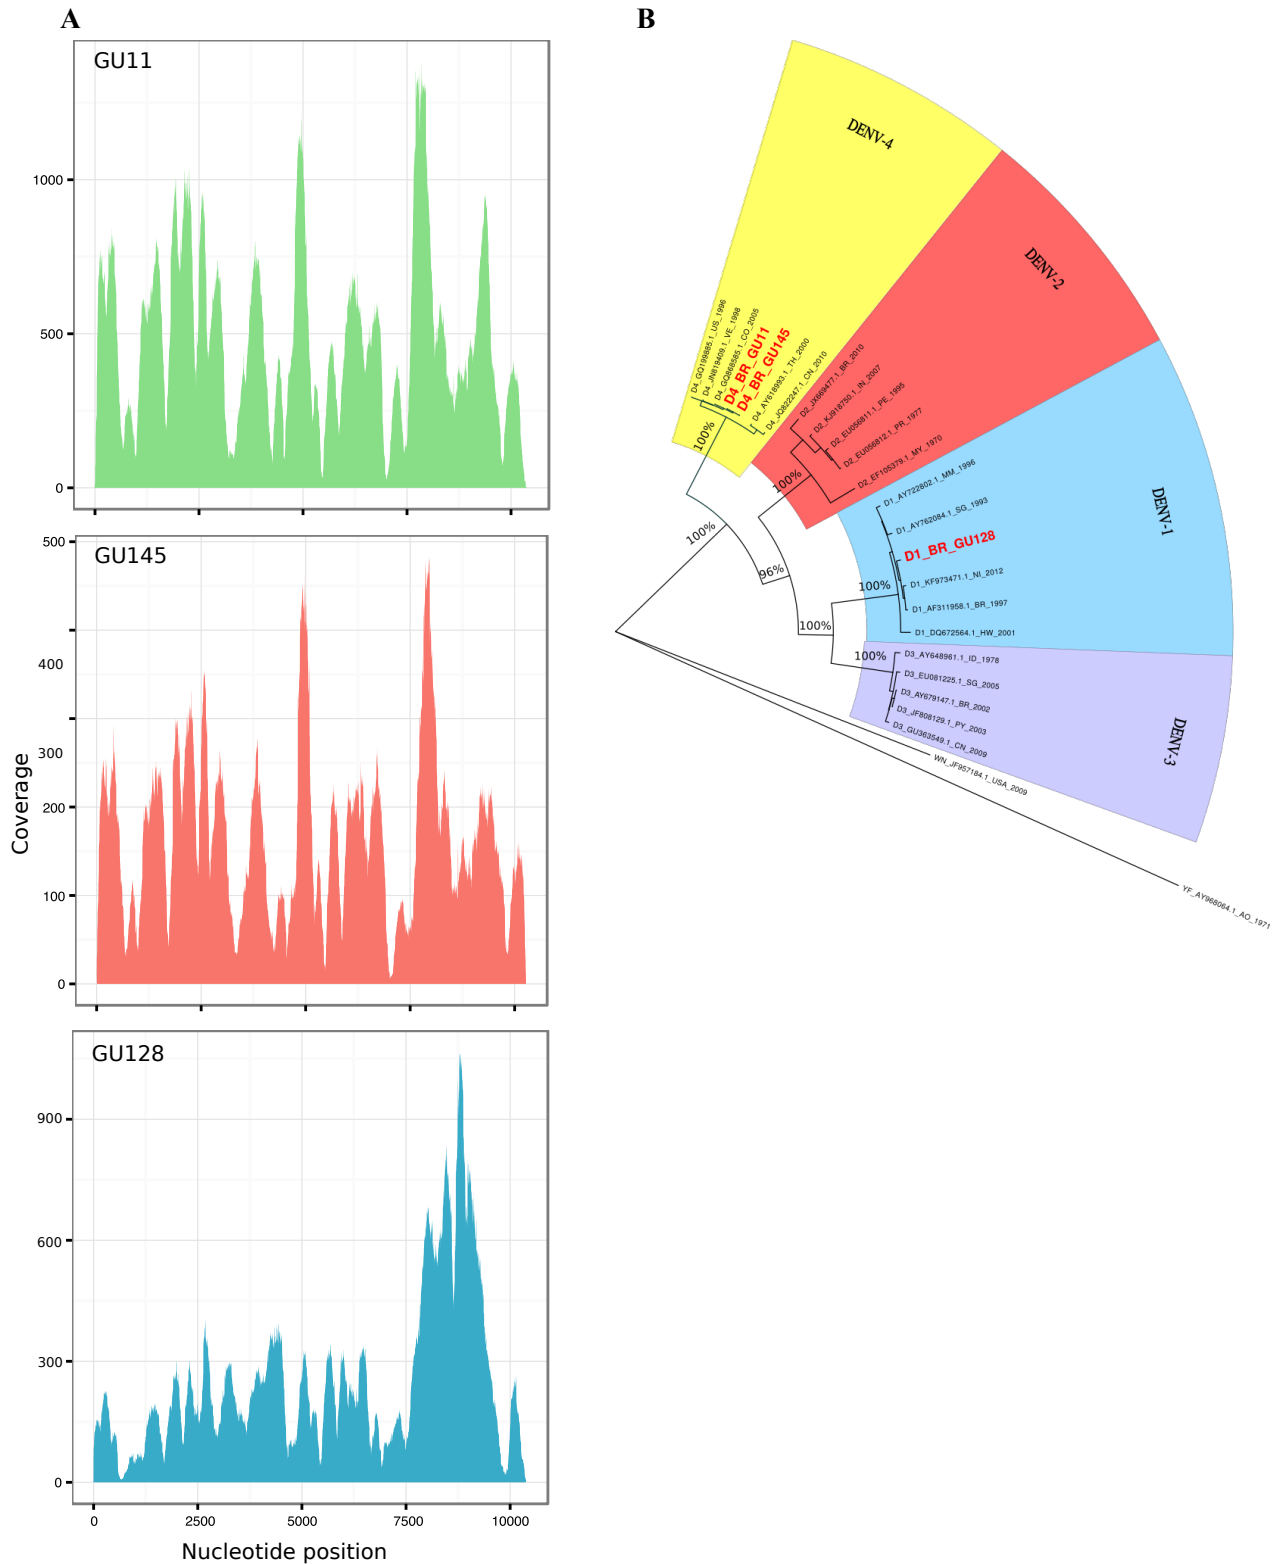 A
GU11
1000
500
0
GU145
500
400
300
200
100
0
GU128
900
600
300
0
0 2500 5000 7500 10000
Coverage
Nucleotide position
B
DENV-4
DENV-2
DENV-1
DENV-3
D4_GQ199885.1_US_1996
D4_JN819409.1_VE_1998
D4_GQ868585.1_CO_2005
D4_BR_GU11
D4_BR_GU145
D4_AY618993.1_TH_2000
D4_JQ822247.1_CN_2010
D2_JX669477.1_BR_2010
D2_KJ918750.1_IN_2007
D2_EU056811.1_PE_1995
D2_EU056812.1_PR_1977
D2_EF105379.1_MY_1970
D1_AY722802.1_MM_1996
D1_AY762084.1_SG_1993
D1_BR_GU128
D1_KF973471.1_NI_2012
D1_AF311958.1_BR_1997
D1_DQ672564.1_HW_2001
D3_AY648961.1_ID_1978
D3_EU081225.1_SG_2005
D3_AY679147.1_BR_2002
D3_JF808129.1_PY_2003
D3_GU363549.1_CN_2009
WN_JF957184.1_USA_2009
YF_AY968064.1_AO_1971
100%
100%
100%
96%
100%
100%
100%